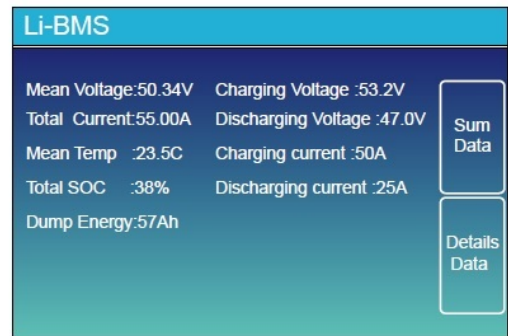 Li-BMS
Mean Voltage:50.34V
Total Current:55.00A
Mean Temp :23.5C
Total SOC :38%
Dump Energy:57Ah
Charging Voltage :53.2V
Discharging Voltage :47.0V
Charging current :50A
Discharging current :25A
Sum
Data
Details
Data